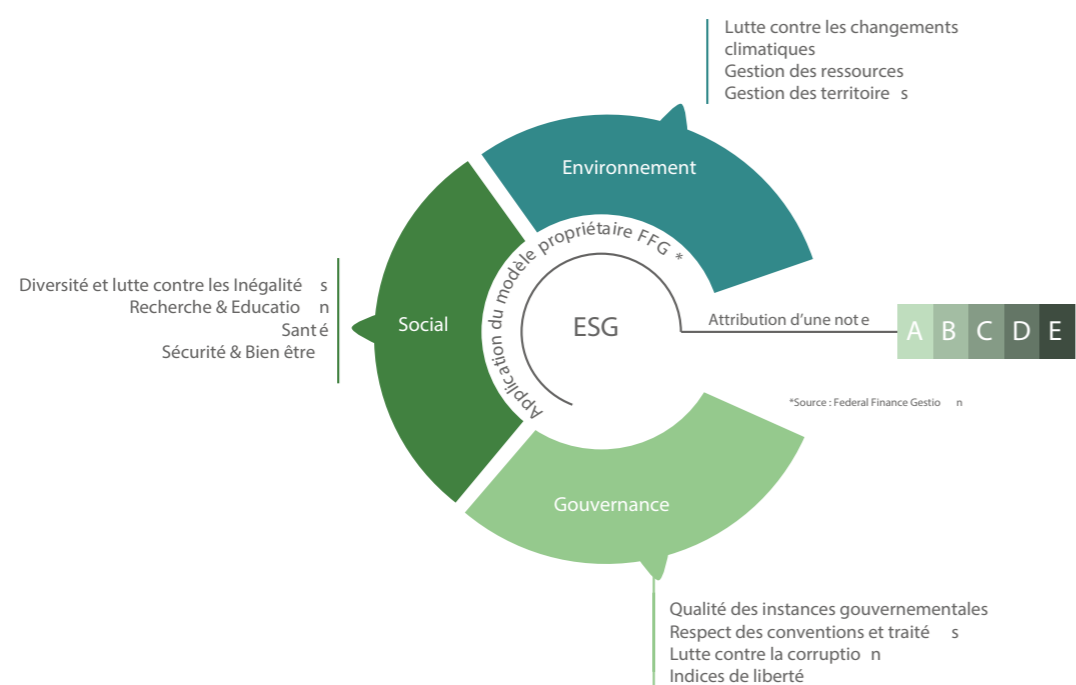 Lutte contre les changements
climatiques
Gestion des ressources
Gestion des territoire s
Environnement
Application du modèle propriétaire FFG *
Diversité et lutte contre les Inégalité s
Recherche & Educatio n
Sant é
Sécurité & Bien être
Social
ESG
Attribution d'une not e
A B C D E
*Source : Federal Finance Gestio n
Gouvernance
Qualité des instances gouvernementales
Respect des conventions et traité s
Lutte contre la corruptio n
Indices de liberté